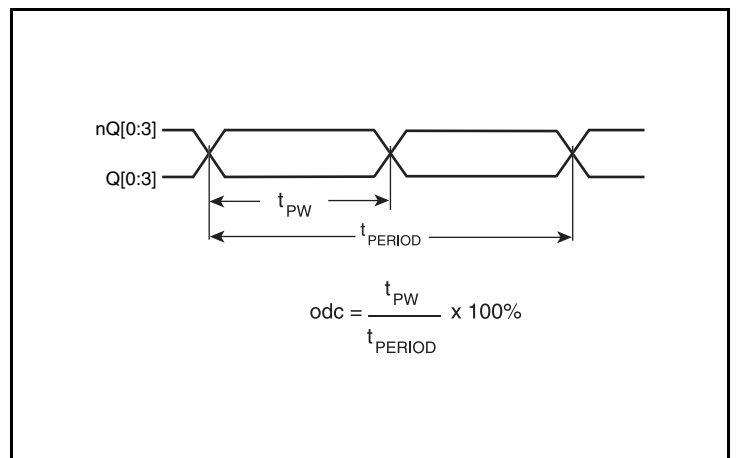 nQ[0:3]
Q[0:3]
tPW
tPERIOD
odc = tPW / tPERIOD x 100%